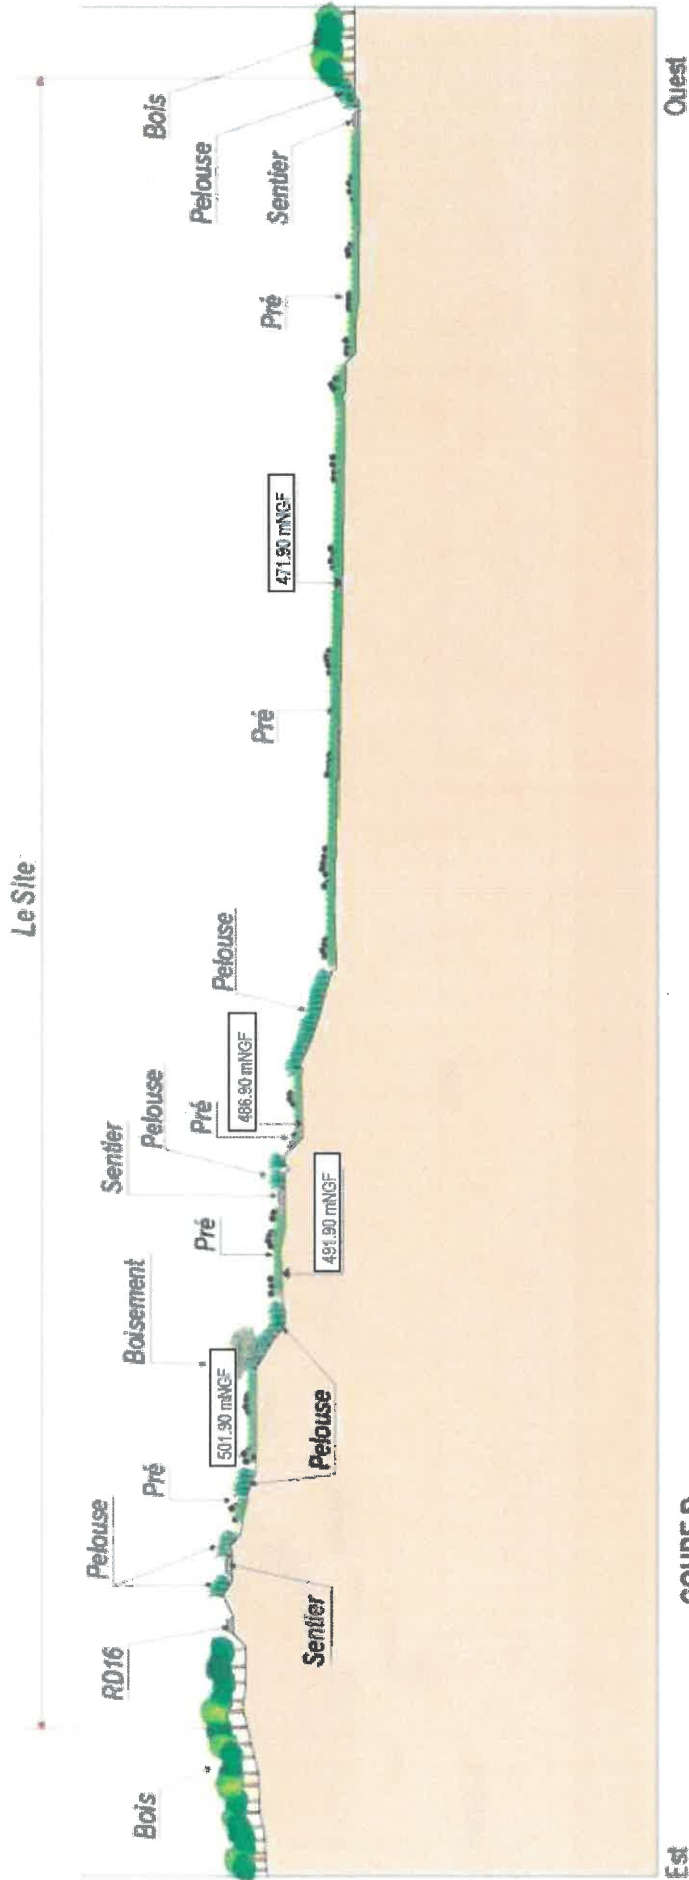 Le Site
Bois
RD16
Pelouse
Pré
501.90 mNGF
Boisement
Pré
Sentier
Pelouse
Pré
486.90 mNGF
Pelouse
Pré
471.90 mNGF
Pré
Sentier
Pelouse
Bois
Sentier
Pelouse
491.90 mNGF
Est
Ouest